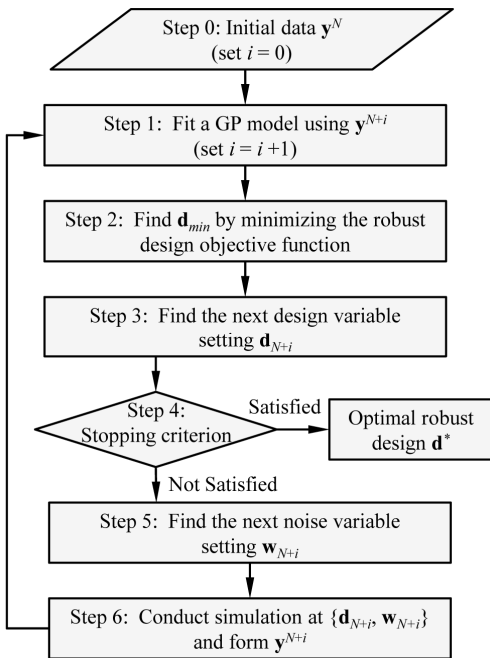 Step 0: Initial data y^N
(set i = 0)
Step 1: Fit a GP model using y^{N+i}
(set i = i +1)
Step 2: Find d_{min} by minimizing the robust
design objective function
Step 3: Find the next design variable
setting d_{N+i}
Step 4:
Stopping criterion
Satisfied
Optimal robust
design d^*
Not Satisfied
Step 5: Find the next noise variable
setting w_{N+i}
Step 6: Conduct simulation at {d_{N+i}, w_{N+i}}
and form y^{N+i}